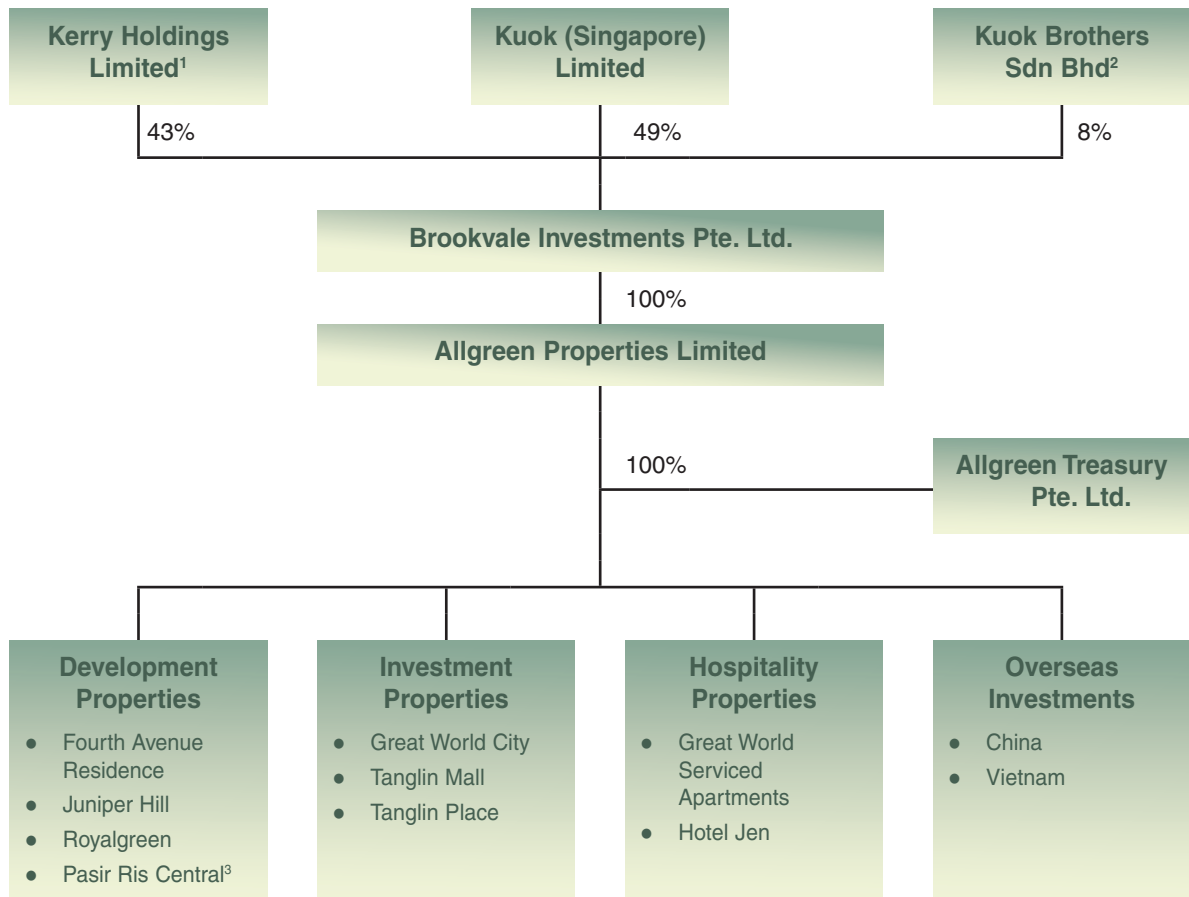 Kerry Holdings
Limited¹
Kuok (Singapore)
Limited
Kuok Brothers
Sdn Bhd²
43%
49%
8%
Brookvale Investments Pte. Ltd.
100%
Allgreen Properties Limited
100%
Allgreen Treasury
Pte. Ltd.
Development
Properties
● Fourth Avenue
Residence
● Juniper Hill
● Royalgreen
● Pasir Ris Central³
Investment
Properties
● Great World City
● Tanglin Mall
● Tanglin Place
Hospitality
Properties
● Great World
Serviced
Apartments
● Hotel Jen
Overseas
Investments
● China
● Vietnam